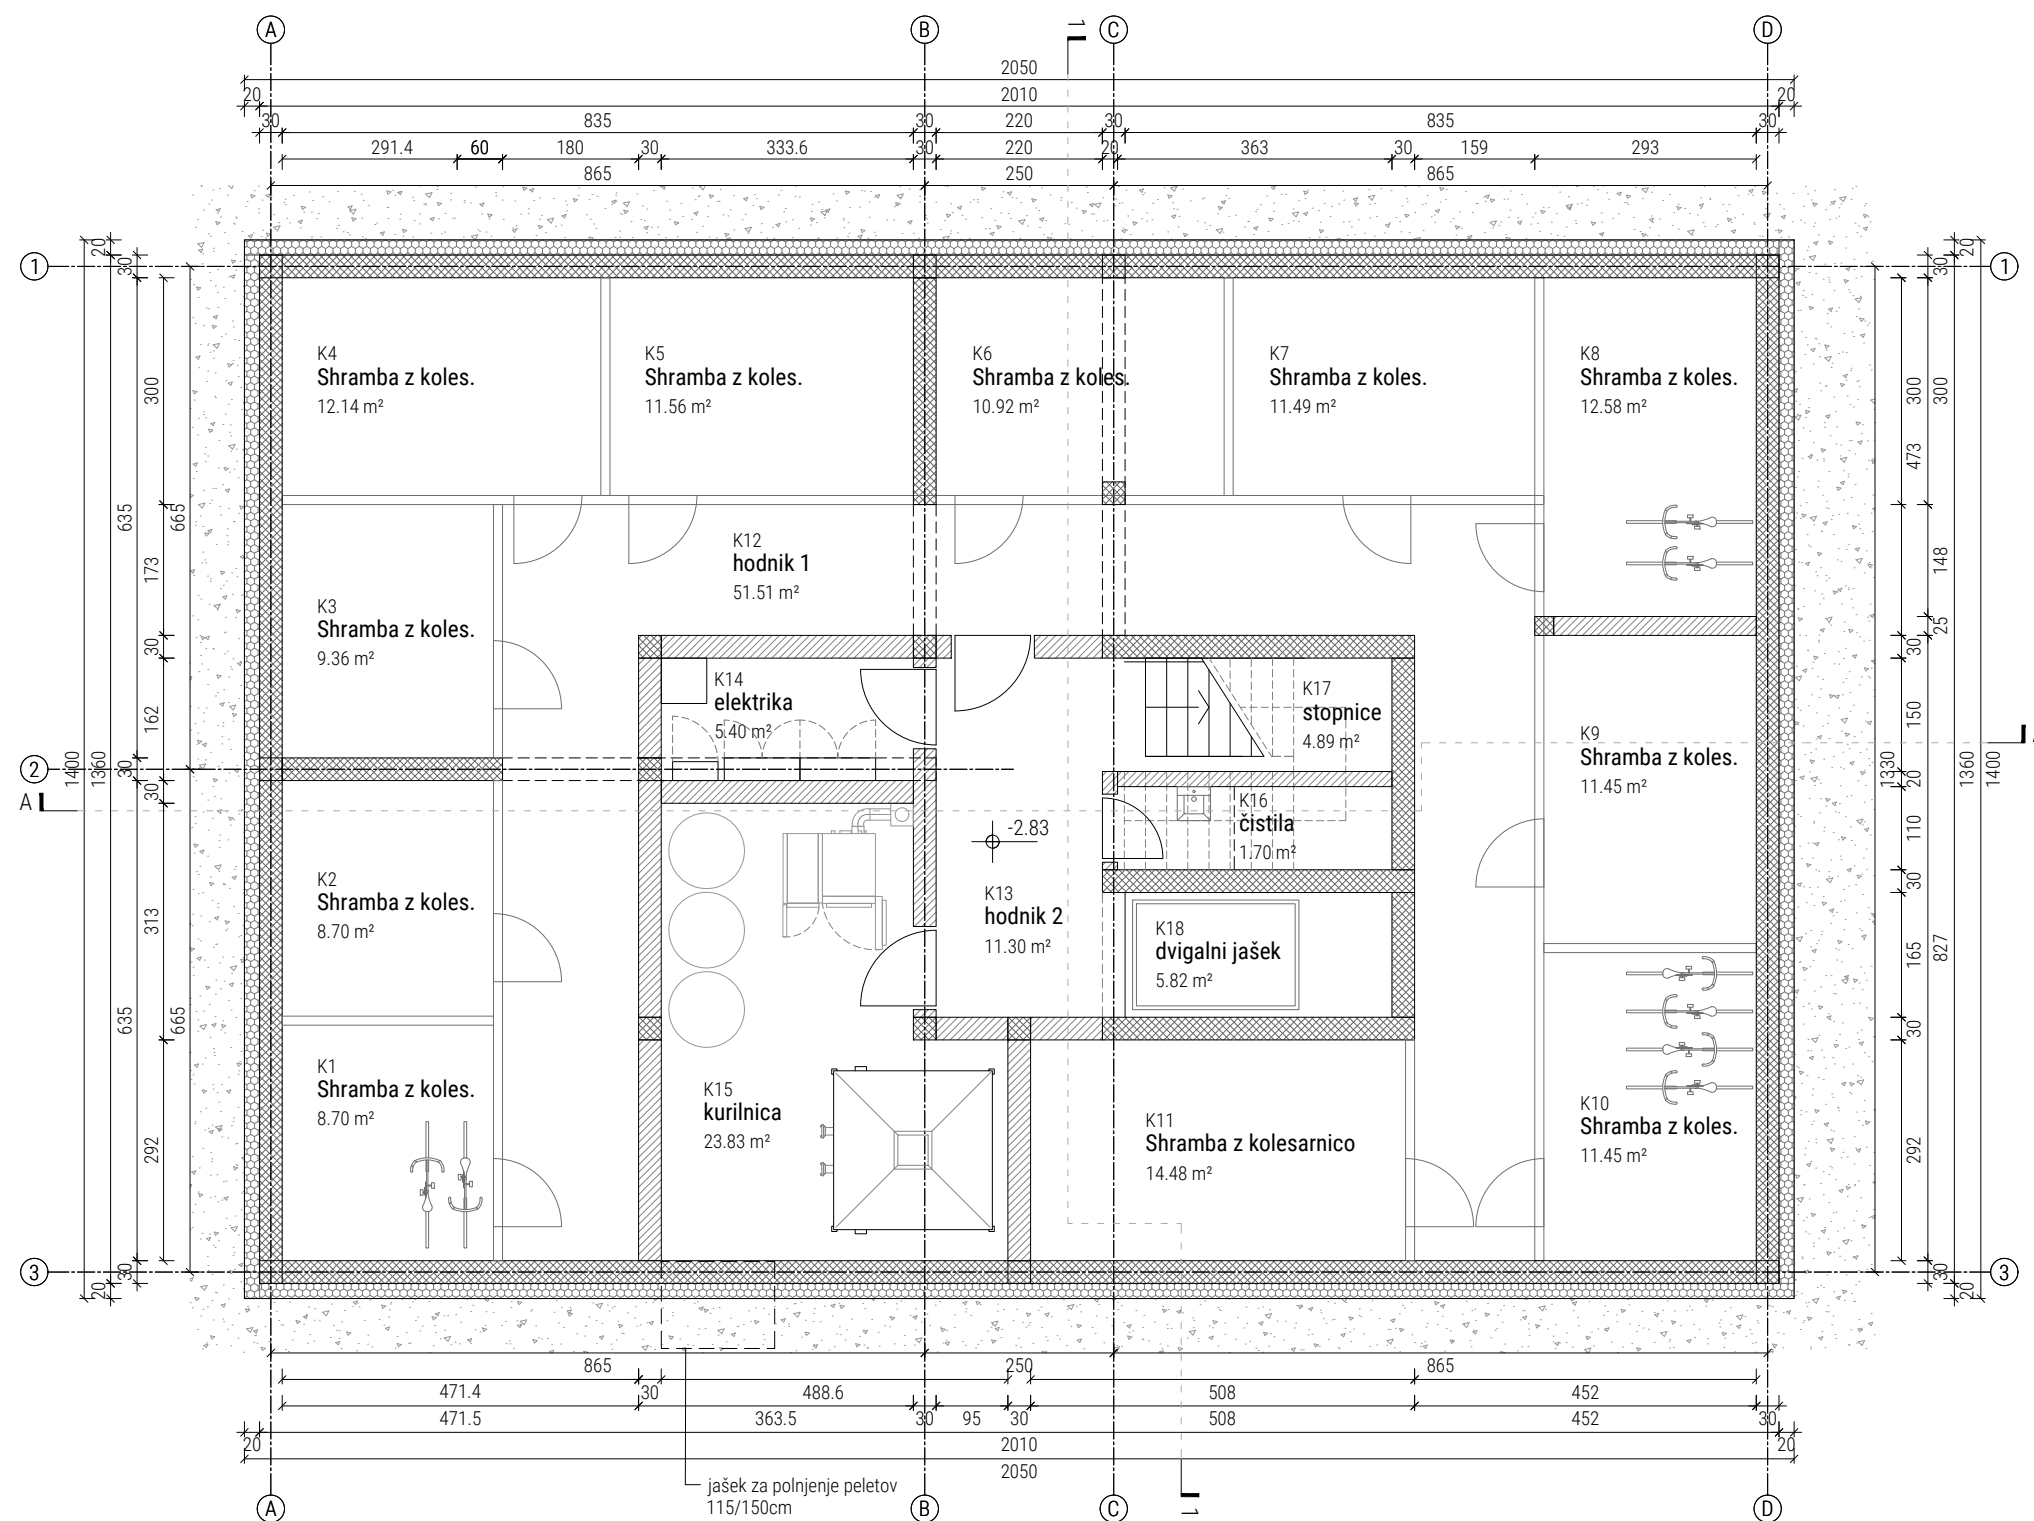 A
B
C
D
1
2050
20
2010
20
30
835
30
220
30
835
30
291.4
60
180
30
333.6
30
220
20
363
30
159
293
865
250
865
1
1
2
2
3
3
20
30
300
635
665
173
30
162
1400
1360
30
30
313
635
665
292
30
20
20
30
300
300
473
148
25
30
150
1330
20
1360
1400
110
30
827
165
30
292
30
20
K4
Shramba z koles.
12.14 m²
K5
Shramba z koles.
11.56 m²
K6
Shramba z koles.
10.92 m²
K7
Shramba z koles.
11.49 m²
K8
Shramba z koles.
12.58 m²
K12
hodnik 1
51.51 m²
K3
Shramba z koles.
9.36 m²
K14
elektrika
5.40 m²
K17
stopnice
4.89 m²
K9
Shramba z koles.
11.45 m²
A
K16
čistila
1.70 m²
-2.83
K2
Shramba z koles.
8.70 m²
K13
hodnik 2
11.30 m²
K18
dvigalni jašek
5.82 m²
K1
Shramba z koles.
8.70 m²
K15
kurilnica
23.83 m²
K11
Shramba z kolesarnico
14.48 m²
K10
Shramba z koles.
11.45 m²
865
250
865
471.4
30
488.6
508
452
471.5
363.5
30
95
30
508
452
30
20
2010
20
2050
jašek za polnjenje peletov
115/150cm
1
A
B
C
D